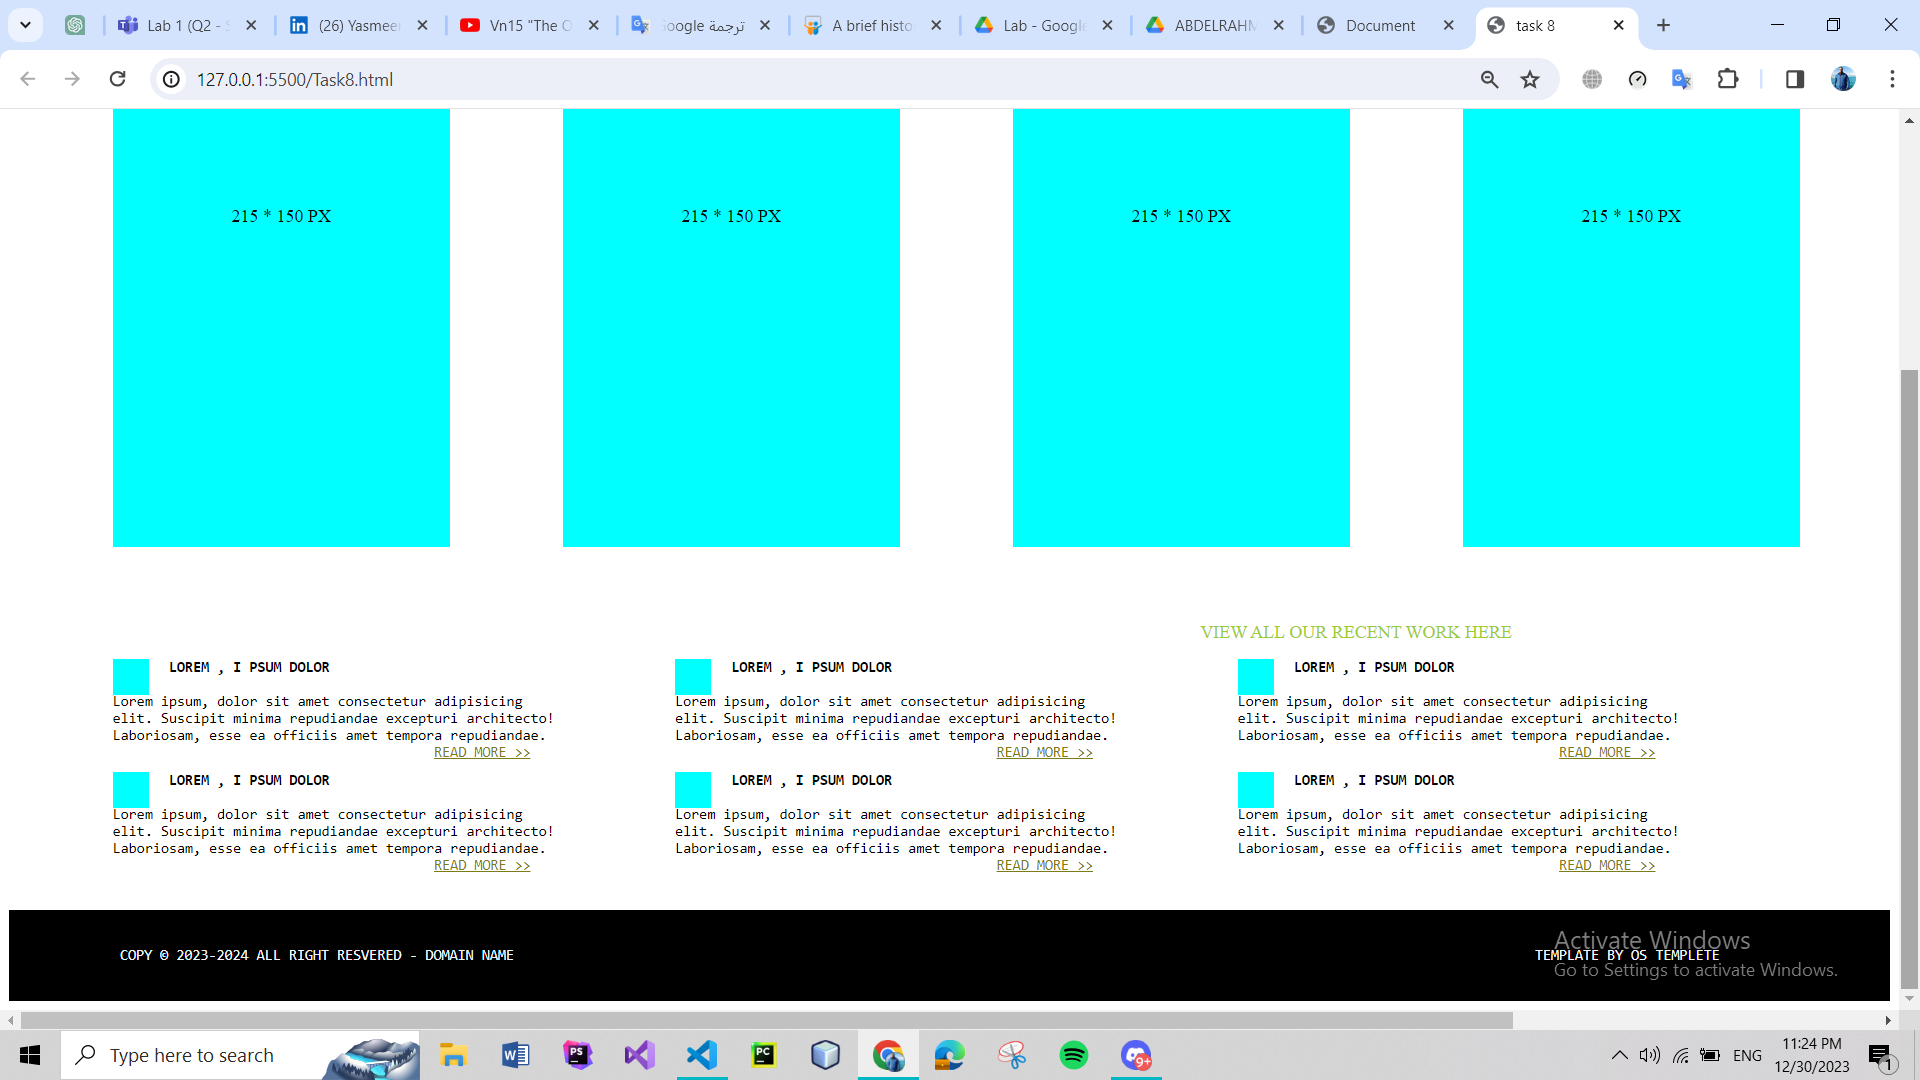 Lab 1 (Q2 - S
(26) Yasmeen
Vn15 "The O
ترجمة Google
A brief histo
Lab - Google
ABDELRAHM
Document
task 8
127.0.0.1:5500/Task8.html
215 * 150 PX
215 * 150 PX
215 * 150 PX
215 * 150 PX
VIEW ALL OUR RECENT WORK HERE
LOREM , I PSUM DOLOR
Lorem ipsum, dolor sit amet consectetur adipisicing
elit. Suscipit minima repudiandae excepturi architecto!
Laboriosam, esse ea officiis amet tempora repudiandae.
READ MORE >>
LOREM , I PSUM DOLOR
Lorem ipsum, dolor sit amet consectetur adipisicing
elit. Suscipit minima repudiandae excepturi architecto!
Laboriosam, esse ea officiis amet tempora repudiandae.
READ MORE >>
LOREM , I PSUM DOLOR
Lorem ipsum, dolor sit amet consectetur adipisicing
elit. Suscipit minima repudiandae excepturi architecto!
Laboriosam, esse ea officiis amet tempora repudiandae.
READ MORE >>
LOREM , I PSUM DOLOR
Lorem ipsum, dolor sit amet consectetur adipisicing
elit. Suscipit minima repudiandae excepturi architecto!
Laboriosam, esse ea officiis amet tempora repudiandae.
READ MORE >>
LOREM , I PSUM DOLOR
Lorem ipsum, dolor sit amet consectetur adipisicing
elit. Suscipit minima repudiandae excepturi architecto!
Laboriosam, esse ea officiis amet tempora repudiandae.
READ MORE >>
LOREM , I PSUM DOLOR
Lorem ipsum, dolor sit amet consectetur adipisicing
elit. Suscipit minima repudiandae excepturi architecto!
Laboriosam, esse ea officiis amet tempora repudiandae.
READ MORE >>
COPY © 2023-2024 ALL RIGHT RESVERED - DOMAIN NAME
TEMPLATE BY OS TEMPLETE
Activate Windows
Go to Settings to activate Windows.
Type here to search
ENG
11:24 PM
12/30/2023